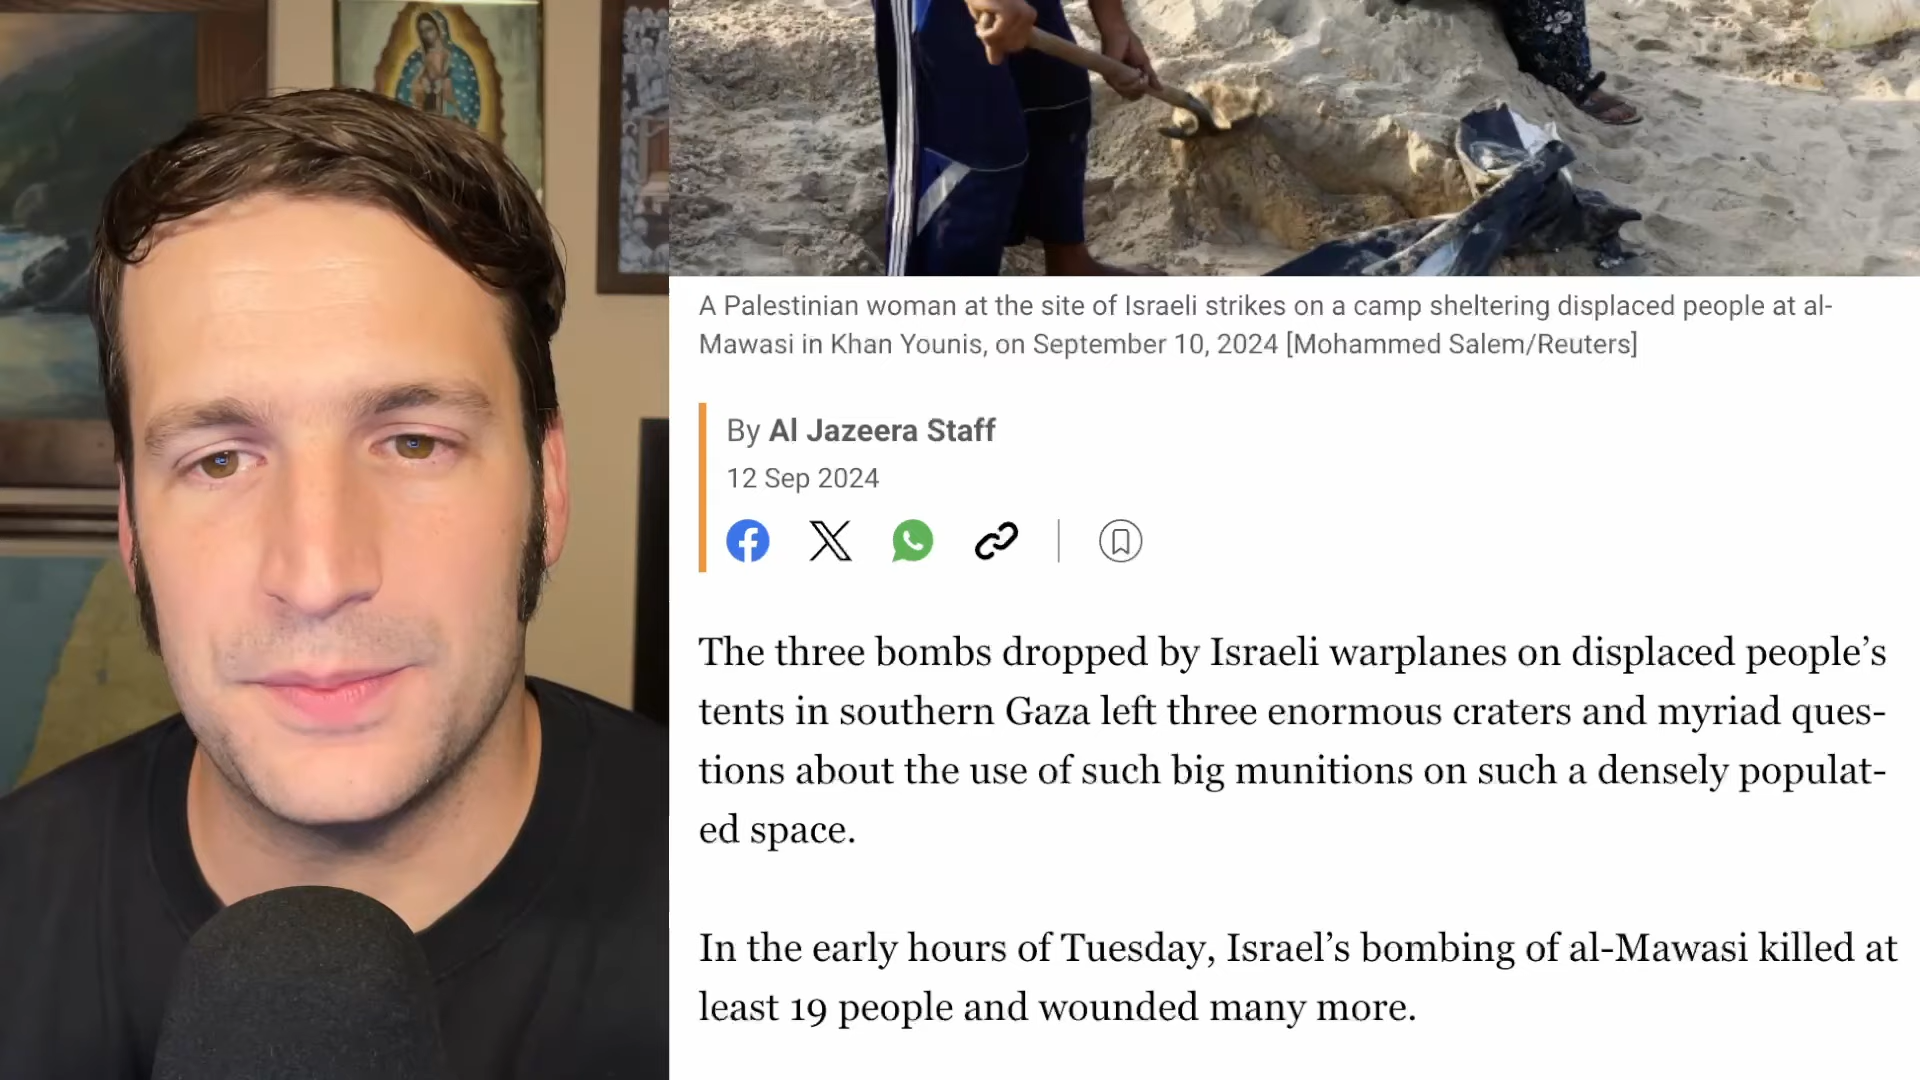 A Palestinian woman at the site of Israeli strikes on a camp sheltering displaced people at al-
Mawasi in Khan Younis, on September 10, 2024 [Mohammed Salem/Reuters]
By Al Jazeera Staff
12 Sep 2024
The three bombs dropped by Israeli warplanes on displaced people’s
tents in southern Gaza left three enormous craters and myriad ques-
tions about the use of such big munitions on such a densely populat-
ed space.
In the early hours of Tuesday, Israel’s bombing of al-Mawasi killed at
least 19 people and wounded many more.